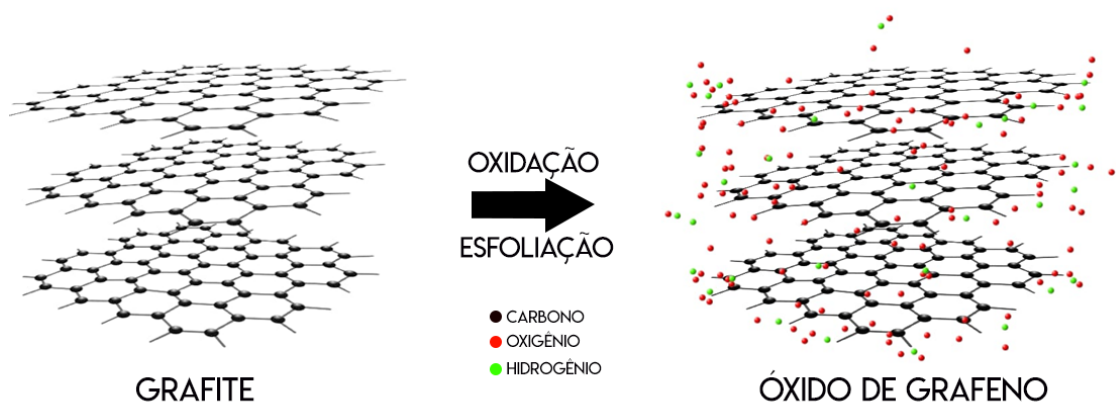 OXIDAÇÃO
ESFOLIAÇÃO
CARBONO
OXIGÊNIO
HIDROGÊNIO
GRAFITE
ÓXIDO DE GRAFENO